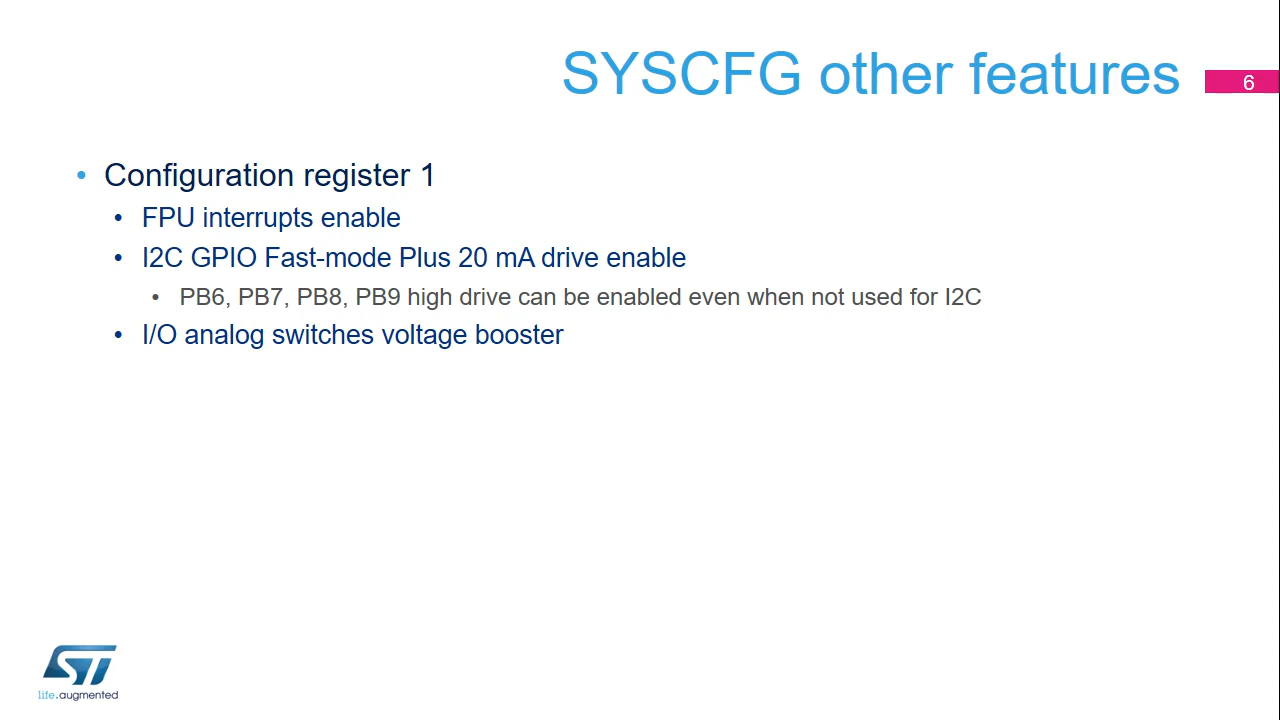 SYSCFG other features
6
• Configuration register 1
• FPU interrupts enable
• I2C GPIO Fast-mode Plus 20 mA drive enable
• PB6, PB7, PB8, PB9 high drive can be enabled even when not used for I2C
• I/O analog switches voltage booster
ST
life.augmented